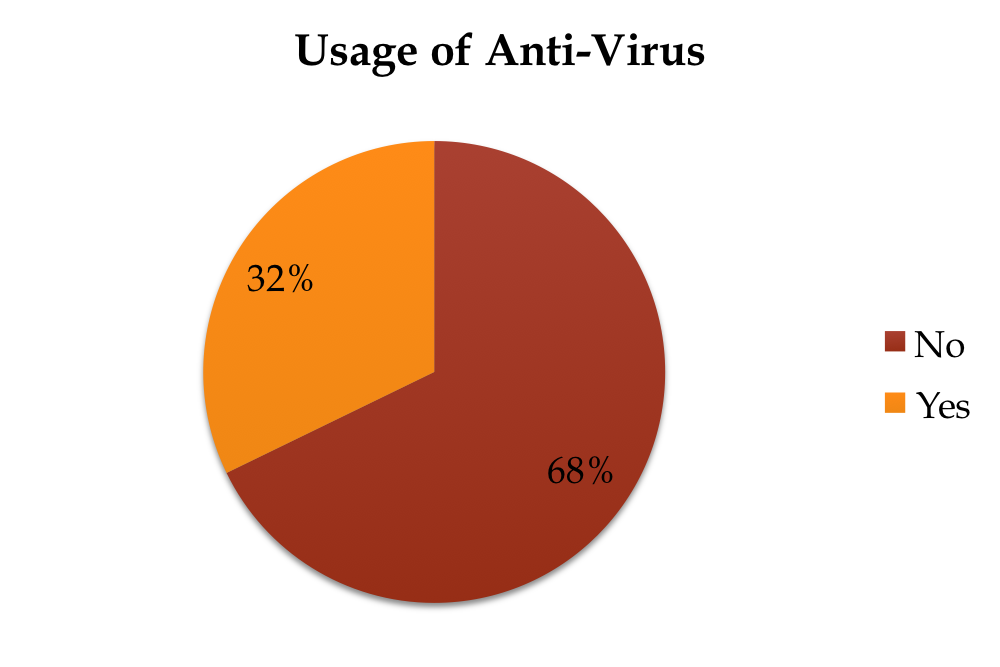 Usage of Anti-Virus
32%
68%
No
Yes